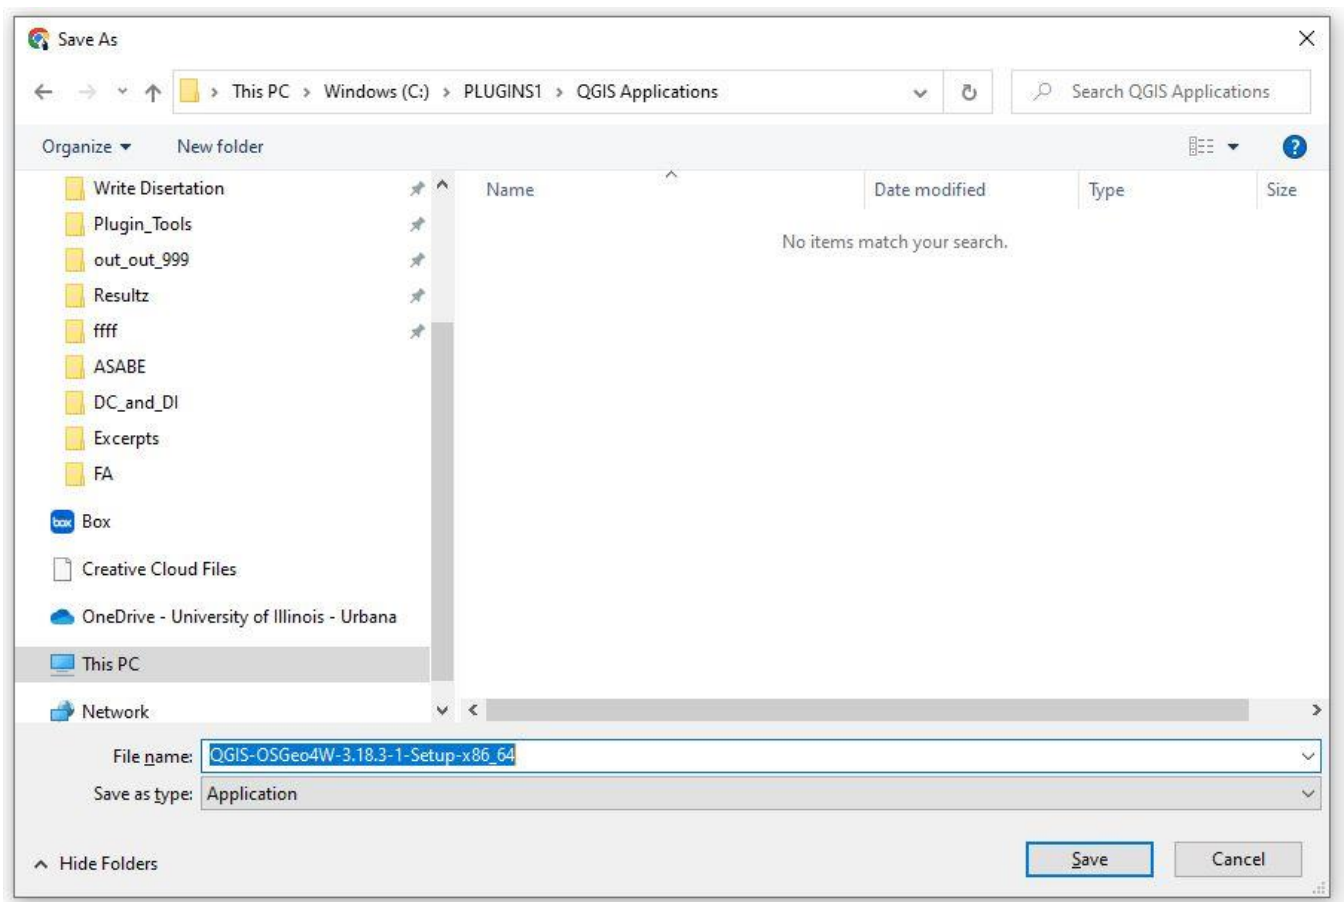 Save As
This PC > Windows (C:) > PLUGINS1 > QGIS Applications
Search QGIS Applications
Organize
New folder
Name
Date modified
Type
Size
No items match your search.
Write Disertation
Plugin_Tools
out_out_999
Resultz
ffff
ASABE
DC_and_DI
Excerpts
FA
box Box
Creative Cloud Files
OneDrive - University of Illinois - Urbana
This PC
Network
File name: QGIS-OSGeo4W-3.18.3-1-Setup-x86_64
Save as type: Application
Hide Folders
Save
Cancel